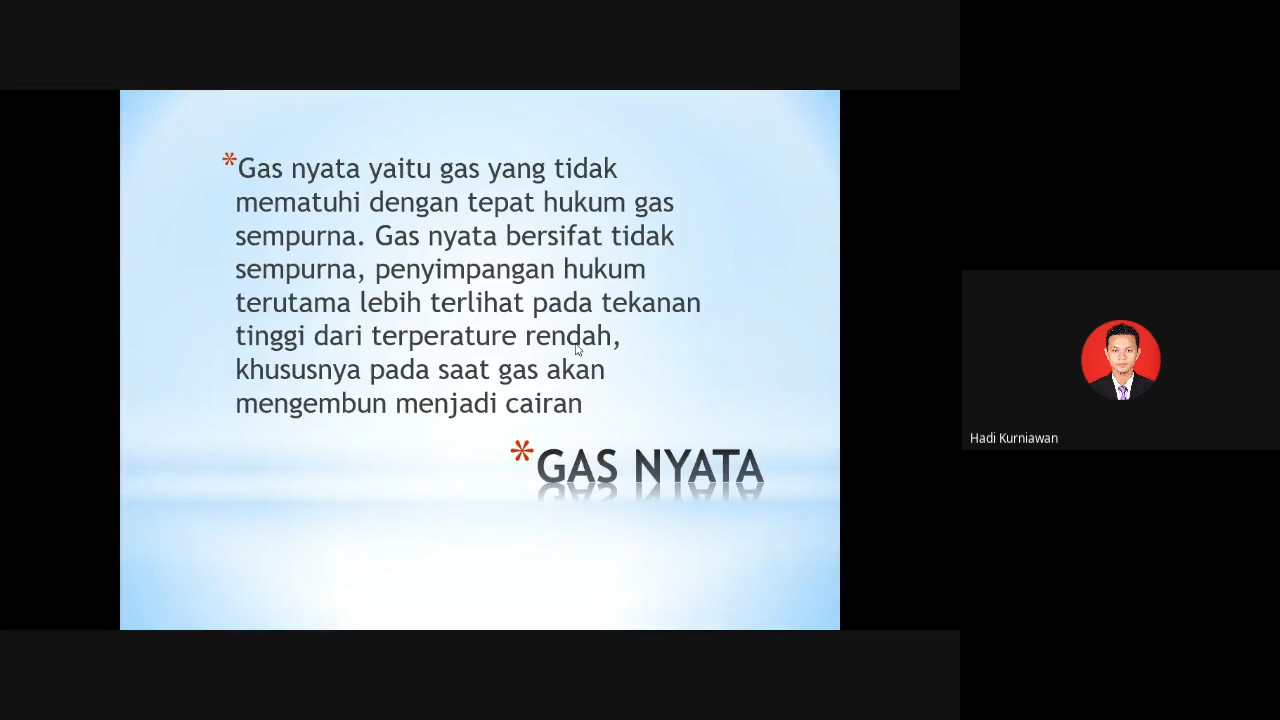 *Gas nyata yaitu gas yang tidak
mematuhi dengan tepat hukum gas
sempurna. Gas nyata bersifat tidak
sempurna, penyimpangan hukum
terutama lebih terlihat pada tekanan
tinggi dari terperature rendah,
khususnya pada saat gas akan
mengembun menjadi cairan
*GAS NYATA
Hadi Kurniawan